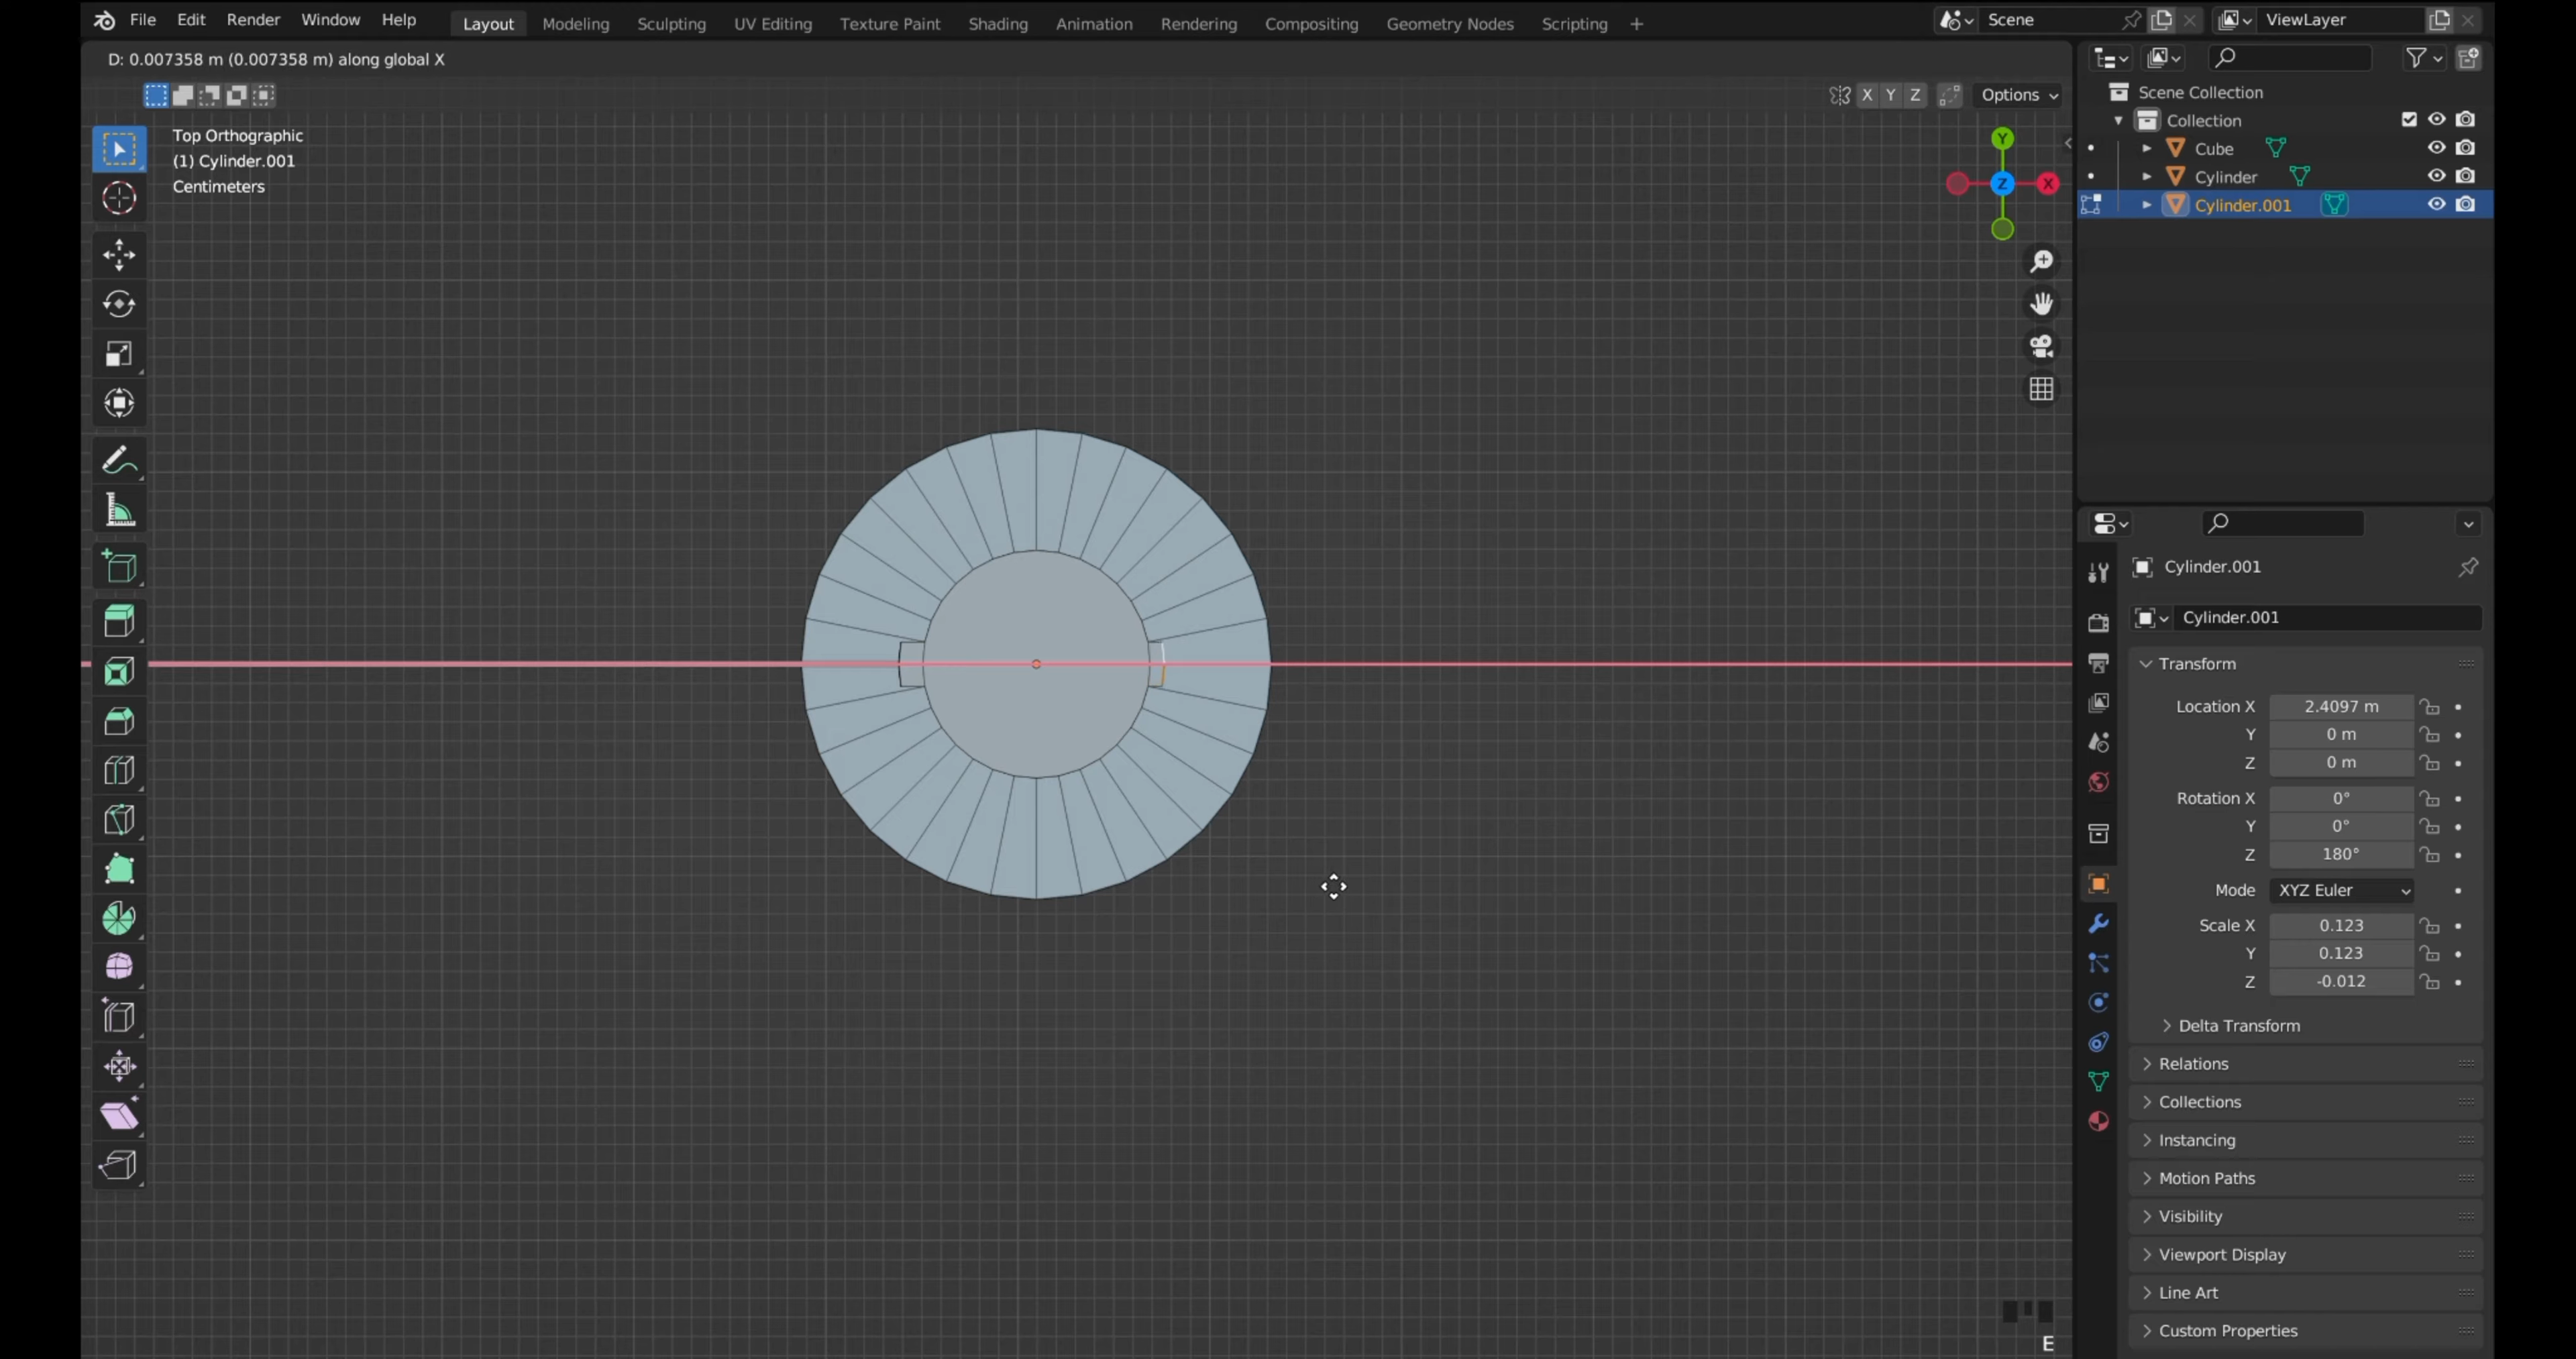 File Edit Render Window Help Layout Modeling Sculpting UV Editing Texture Paint Shading Animation Rendering Compositing Geometry Nodes Scripting + Scene ViewLayer
D: 0.007358 m (0.007358 m) along global X
X Y Z Options
Top Orthographic
(1) Cylinder.001
Centimeters
Y
Z X
Scene Collection
Collection
Cube
Cylinder
Cylinder.001
Cylinder.001
Cylinder.001
Transform
Location X 2.4097 m
Y 0 m
Z 0 m
Rotation X 0°
Y 0°
Z 180°
Mode XYZ Euler
Scale X 0.123
Y 0.123
Z -0.012
Delta Transform
Relations
Collections
Instancing
Motion Paths
Visibility
Viewport Display
Line Art
Custom Properties
E